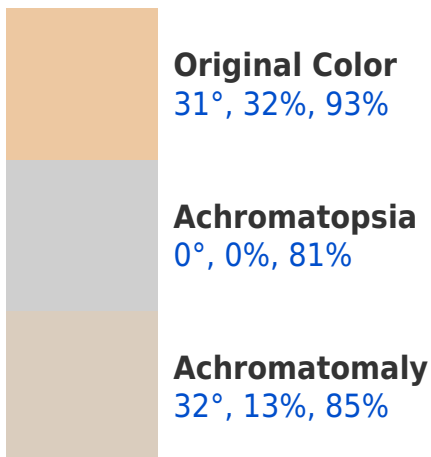 Original Color
31°, 32%, 93%
Achromatopsia
0°, 0%, 81%
Achromatomaly
32°, 13%, 85%